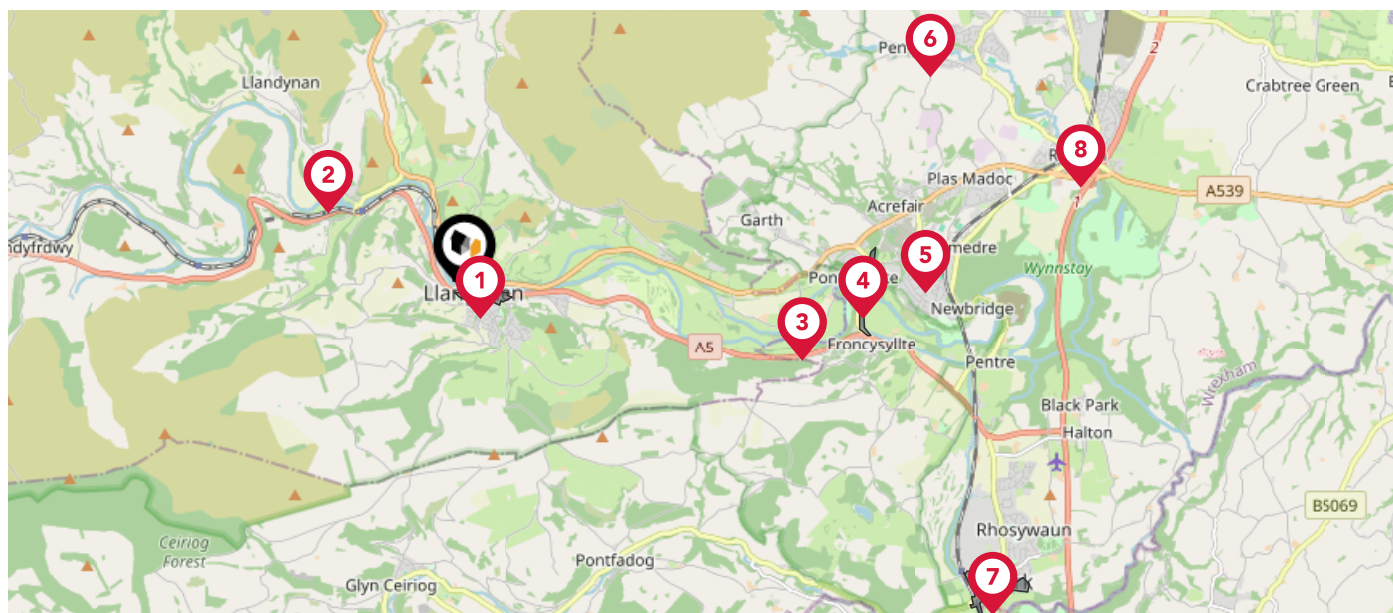 6
2
Llandynan
Crabtree Green
8
Plas Madoc
2
A539
1
Acrefair
Garth
5
Wynnstay
1
4
Newbridge
3
A5
Froncysyllte
Pentre
Wrexham
Black Park
Halton
B5069
Rhosywaun
Ceiriog
Forest
Pontfadog
7
Glyn Ceiriog